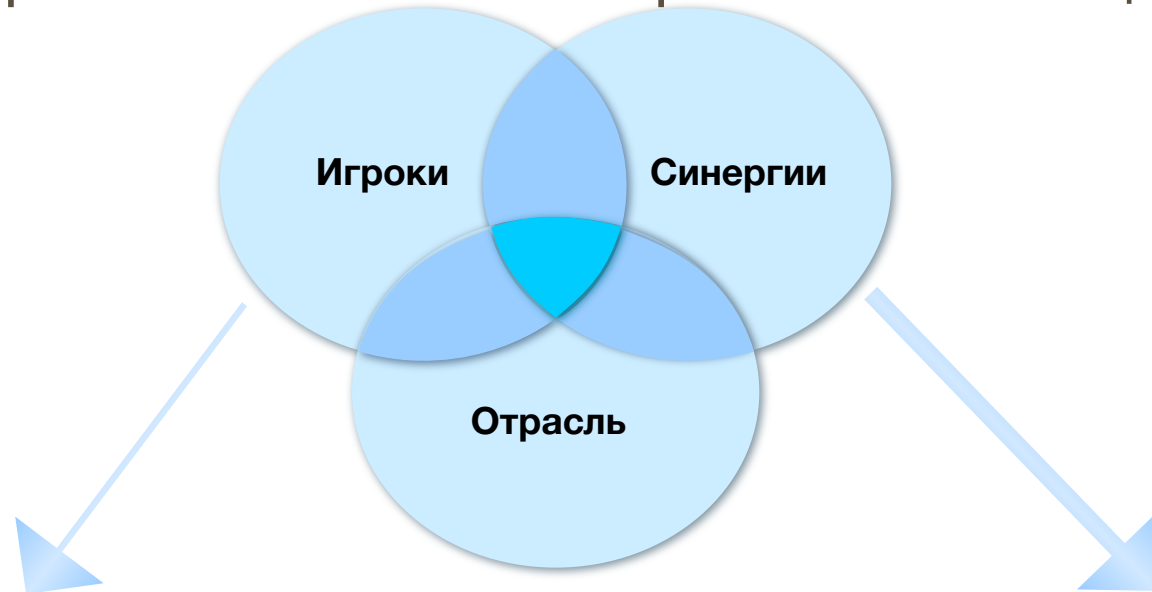 Игроки
Синергии
Отрасль